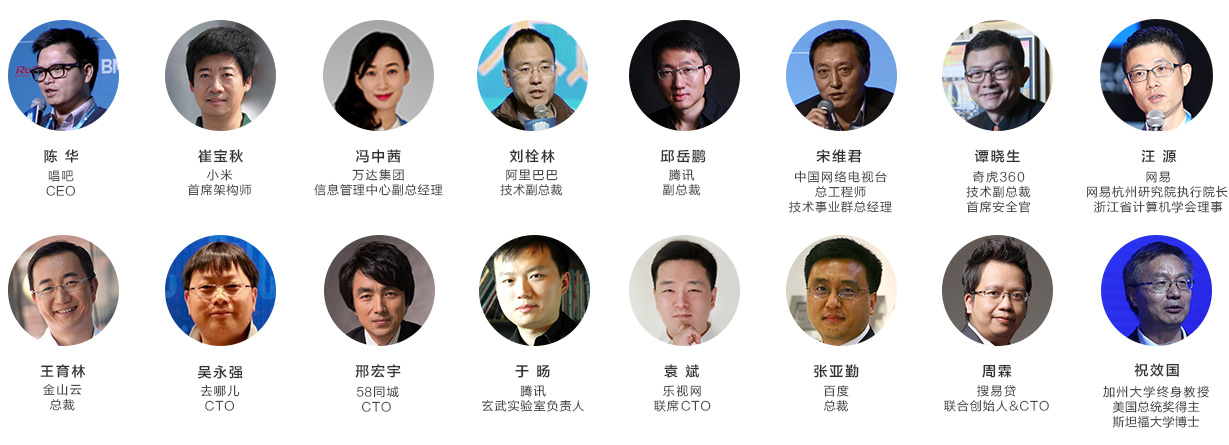 陈 华
唱吧
CEO
崔宝秋
小米
首席架构师
冯中茜
万达集团
信息管理中心副总经理
刘栓林
阿里巴巴
技术副总裁
邱岳鹏
腾讯
副总裁
宋维君
中国网络电视台
总工程师
技术事业群总经理
谭晓生
奇虎360
技术副总裁
首席安全官
汪 源
网易
网易杭州研究院执行院长
浙江省计算机学会理事
王育林
金山云
总裁
吴永强
去哪儿
CTO
邢宏宇
58同城
CTO
于 旸
腾讯
玄武实验室负责人
袁 斌
乐视网
联席CTO
张亚勤
百度
总裁
周霖
搜易贷
联合创始人&CTO
祝效国
加州大学终身教授
美国总统奖得主
斯坦福大学博士